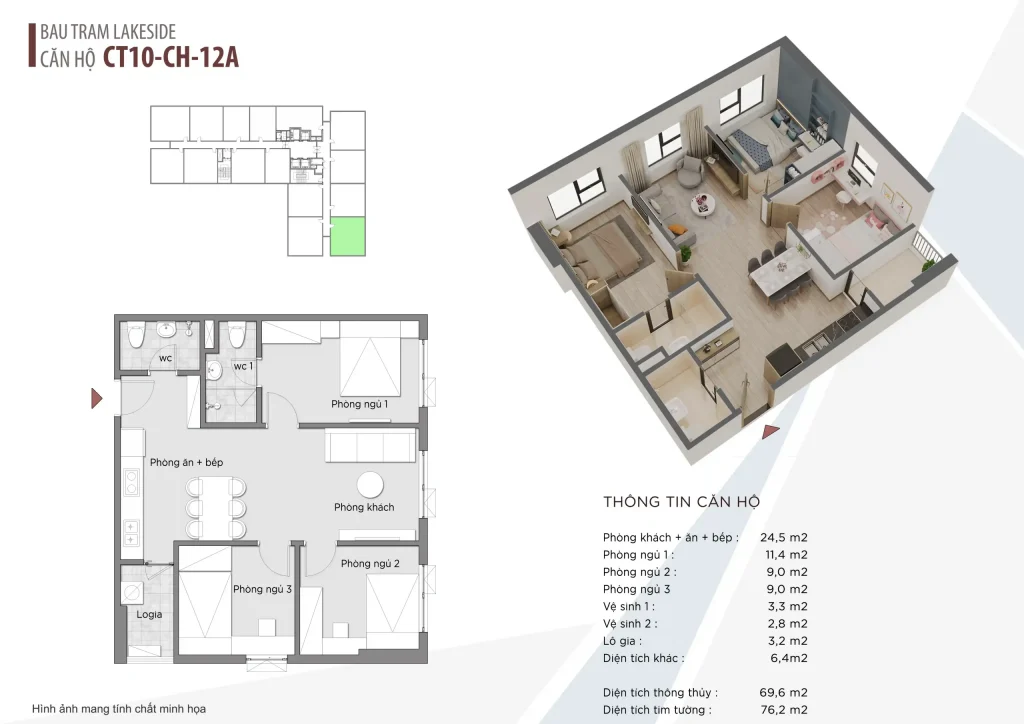 BAU TRAM LAKESIDE
CĂN HỘ CT10-CH-12A
wc
wc 1
Phòng ngủ 1
Phòng ăn + bếp
Phòng khách
Phòng ngủ 2
Phòng ngủ 3
Logia
Hình ảnh mang tính chất minh họa
THÔNG TIN CĂN HỘ
Phòng khách + ăn + bếp : 24,5 m2
Phòng ngủ 1 : 11,4 m2
Phòng ngủ 2 : 9,0 m2
Phòng ngủ 3 9,0 m2
Vệ sinh 1 : 3,3 m2
Vệ sinh 2 : 2,8 m2
Lô gia : 3,2 m2
Diện tích khác : 6,4m2
Diện tích thông thủy : 69,6 m2
Diện tích tim tường : 76,2 m2